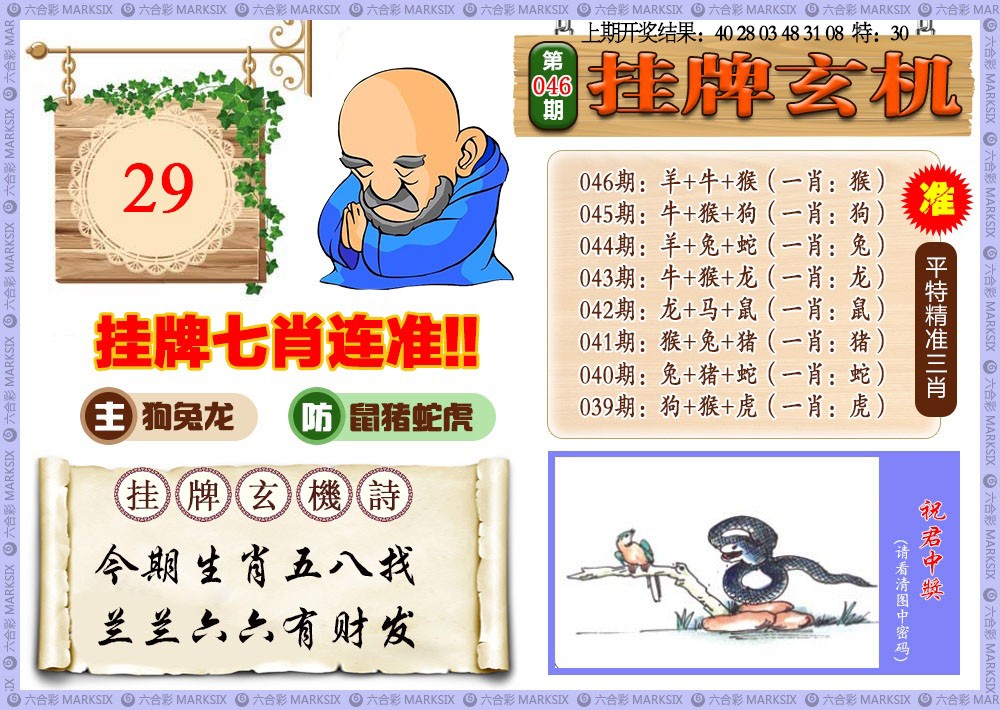 六合彩 MARKSIX
上期开奖结果：40 28 03 48 31 08 特：30
第046期
挂牌玄机
29
挂牌七肖连准!!
主 狗兔龙
防 鼠猪蛇虎
挂牌玄機詩
今期生肖五八找
兰兰六六有财发
046期：羊+牛+猴（一肖：猴）
045期：牛+猴+狗（一肖：狗）
044期：羊+兔+蛇（一肖：兔）
043期：牛+猴+龙（一肖：龙）
042期：龙+马+鼠（一肖：鼠）
041期：猴+兔+猪（一肖：猪）
040期：兔+猪+蛇（一肖：蛇）
039期：狗+猴+虎（一肖：虎）
准
平特精准三肖
祝君中獎
（请看清图中密码）